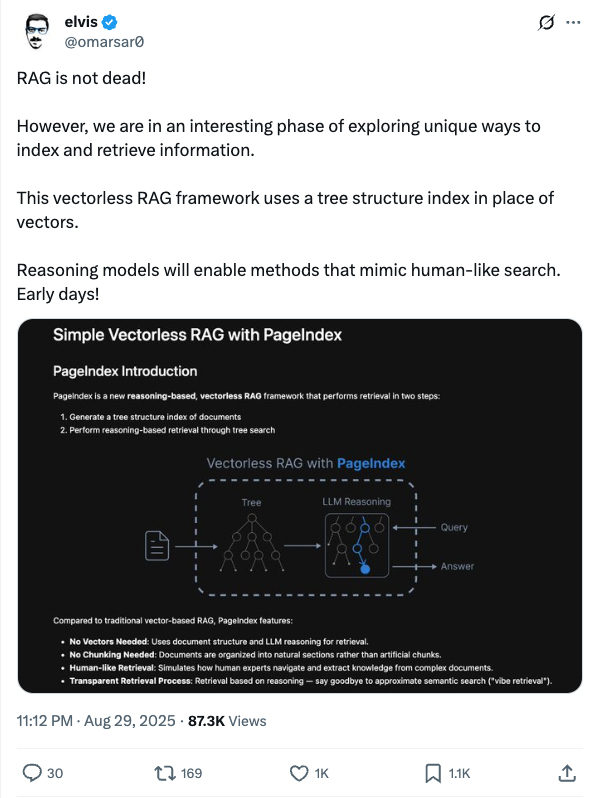 elvis
@omarsar0
RAG is not dead!
However, we are in an interesting phase of exploring unique ways to
index and retrieve information.
This vectorless RAG framework uses a tree structure index in place of
vectors.
Reasoning models will enable methods that mimic human-like search.
Early days!
Simple Vectorless RAG with PageIndex
PageIndex Introduction
PageIndex is a new reasoning-based, vectorless RAG framework that performs retrieval in two steps:
1. Generate a tree structure index of documents
2. Perform reasoning-based retrieval through tree search
Vectorless RAG with PageIndex
Tree
LLM Reasoning
Query
Answer
Compared to traditional vector-based RAG, PageIndex features:
• No Vectors Needed: Uses document structure and LLM reasoning for retrieval.
• No Chunking Needed: Documents are organized into natural sections rather than artificial chunks.
• Human-like Retrieval: Simulates how human experts navigate and extract knowledge from complex documents.
• Transparent Retrieval Process: Retrieval based on reasoning — say goodbye to approximate semantic search ("vibe retrieval").
11:12 PM · Aug 29, 2025 · 87.3K Views
30 169 1K 1.1K